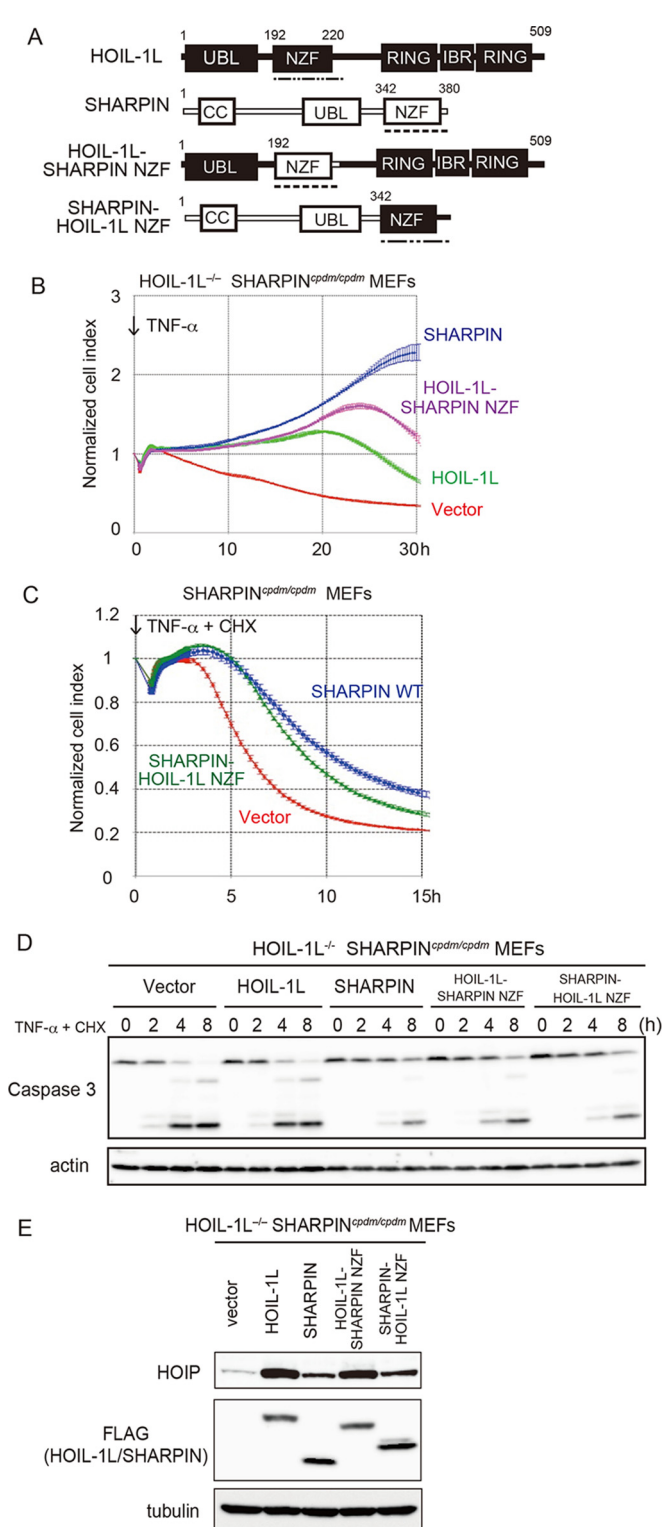 A
1 192 220 509
HOIL-1L UBL NZF RING IBR RING
1 342 380
SHARPIN CC UBL NZF
1 192 509
HOIL-1L-
SHARPIN NZF UBL NZF RING IBR RING
1 342
SHARPIN-
HOIL-1L NZF CC UBL NZF
B
HOIL-1L–/– SHARPINcpdm/cpdm MEFs
Normalized cell index
3
2
1
0
TNF-α
SHARPIN
HOIL-1L-
SHARPIN NZF
HOIL-1L
Vector
0 10 20 30h
C
SHARPINcpdm/cpdm MEFs
Normalized cell index
1.2
1
0.8
0.6
0.4
0.2
0
TNF-α + CHX
SHARPIN WT
SHARPIN-
HOIL-1L NZF
Vector
0 5 10 15h
D
HOIL-1L-/- SHARPINcpdm/cpdm MEFs
Vector HOIL-1L SHARPIN HOIL-1L-
SHARPIN NZF
SHARPIN-
HOIL-1L NZF
TNF-α + CHX 0 2 4 8 0 2 4 8 0 2 4 8 0 2 4 8 0 2 4 8 (h)
Caspase 3
actin
E
HOIL-1L–/– SHARPINcpdm/cpdm MEFs
vector
HOIL-1L
SHARPIN
HOIL-1L-
SHARPIN NZF
SHARPIN-
HOIL-1L NZF
HOIP
FLAG
(HOIL-1L/SHARPIN)
tubulin